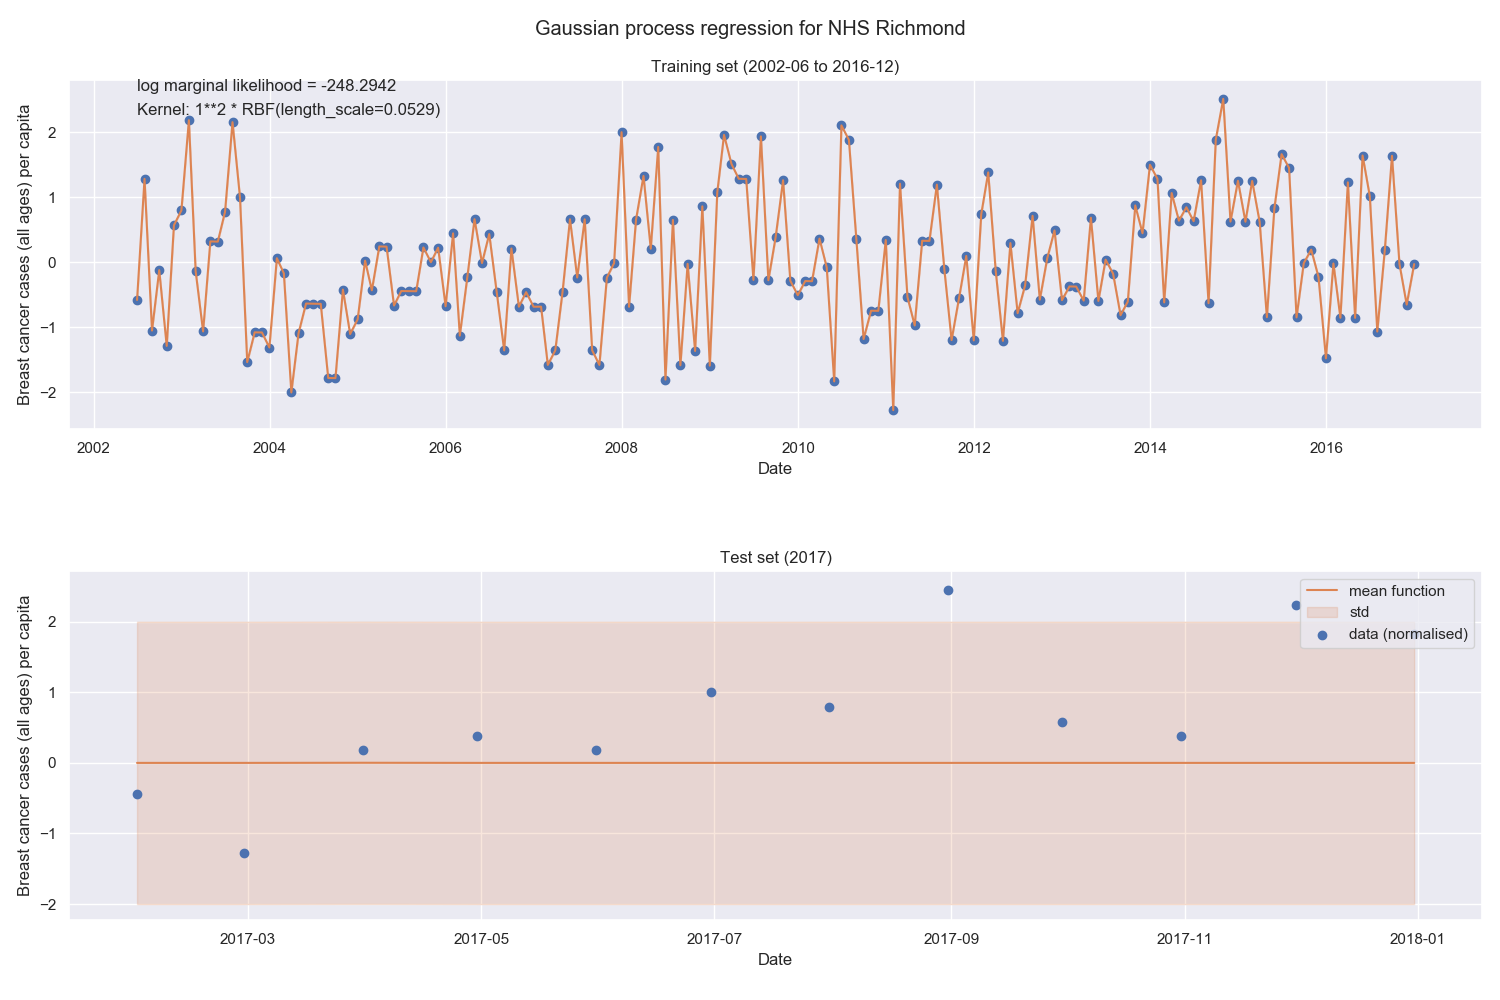 Gaussian process regression for NHS Richmond
Training set (2002-06 to 2016-12)
log marginal likelihood = -248.2942
Kernel: 1**2 * RBF(length_scale=0.0529)
Breast cancer cases (all ages) per capita
2
1
0
−1
−2
2002
2004
2006
2008
2010
2012
2014
2016
Date
Test set (2017)
mean function
std
data (normalised)
Breast cancer cases (all ages) per capita
2
1
0
−1
−2
2017-03
2017-05
2017-07
2017-09
2017-11
2018-01
Date